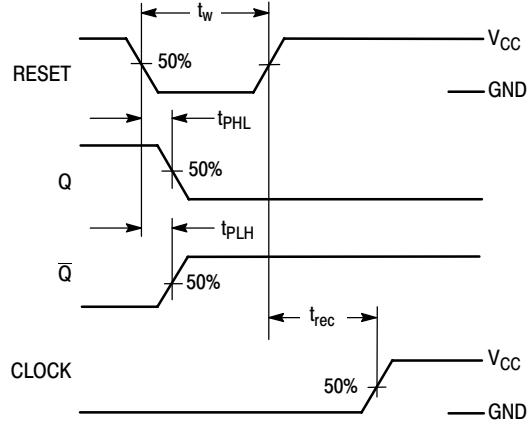 t_w
V_CC
RESET
50%
GND
t_PHL
Q
50%
t_PLH
Q̅
50%
t_rec
CLOCK
V_CC
50%
GND